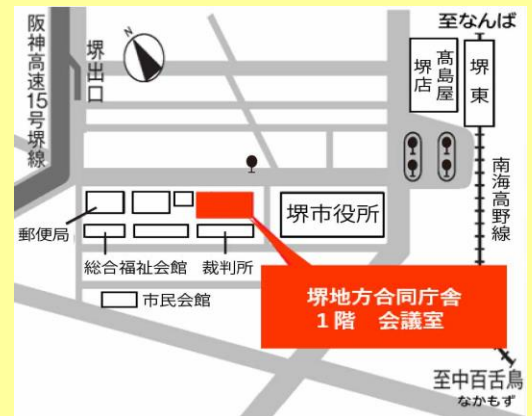 至なんば
阪神高速15号堺線
堺出口
N
髙島屋
堺店
堺東
南海高野線
郵便局
堺市役所
総合福祉会館
裁判所
市民会館
堺地方合同庁舎
1階 会議室
至中百舌鳥
なかもず